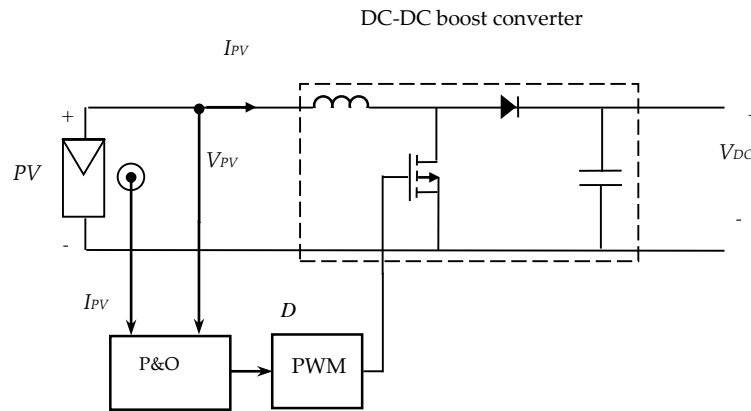 DC-DC boost converter
IPV
+
+
PV
VPV
VDC
-
-
IPV
D
P&O
PWM